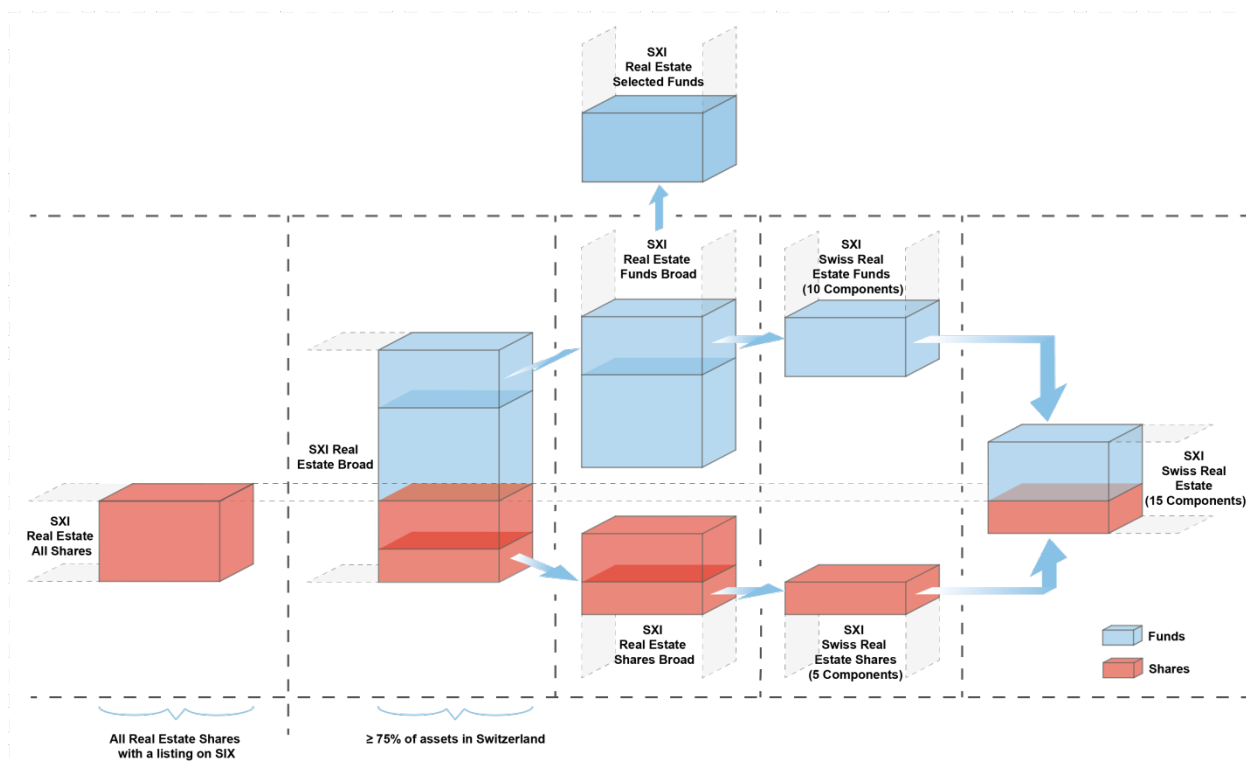 SXI
Real Estate
Selected Funds
SXI
Real Estate
Funds Broad
SXI
Swiss Real
Estate Funds
(10 Components)
SXI Real
Estate Broad
SXI
Swiss Real
Estate
(15 Components)
SXI
Real Estate
All Shares
SXI
Real Estate
Shares Broad
SXI
Swiss Real
Estate Shares
(5 Components)
Funds
Shares
All Real Estate Shares
with a listing on SIX
≥ 75% of assets in Switzerland